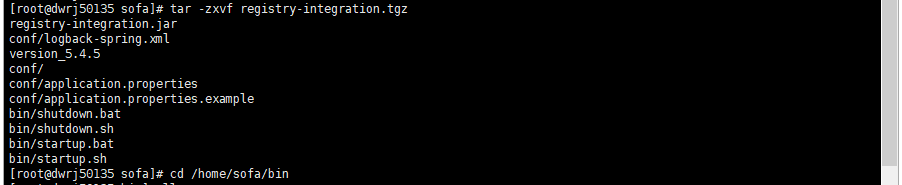 [root@dwrj50135 sofa]# tar -zxvf registry-integration.tgz
registry-integration.jar
conf/logback-spring.xml
version_5.4.5
conf/
conf/application.properties
conf/application.properties.example
bin/shutdown.bat
bin/shutdown.sh
bin/startup.bat
bin/startup.sh
[root@dwrj50135 sofa]# cd /home/sofa/bin